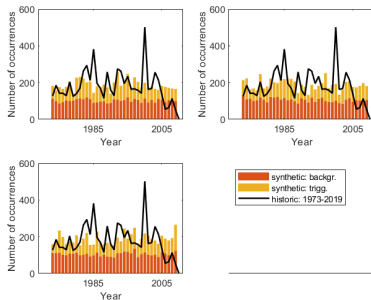 600
400
200
0
Number of occurrences
1985
2005
Year
600
400
200
0
Number of occurrences
1985
2005
Year
600
400
200
0
Number of occurrences
1985
2005
Year
synthetic: backgr.
synthetic: trigg.
historic: 1973-2019